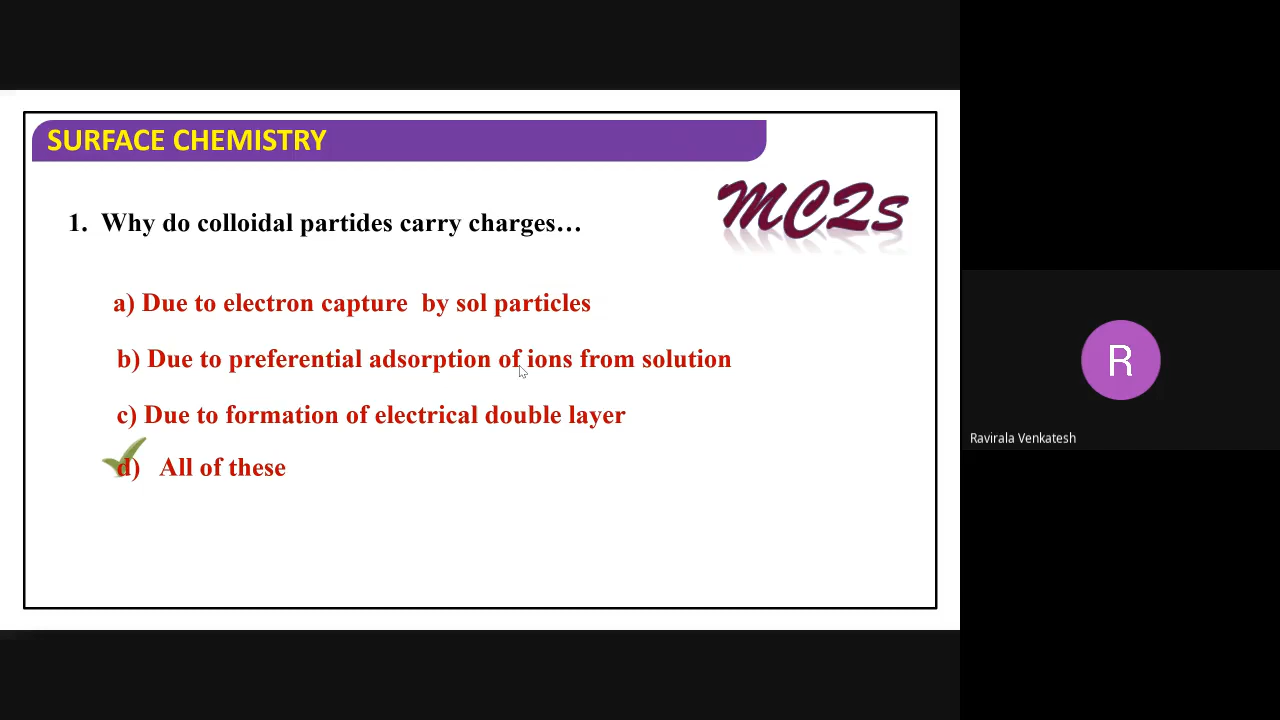 SURFACE CHEMISTRY
MCQs
1. Why do colloidal partides carry charges…
a) Due to electron capture by sol particles
b) Due to preferential adsorption of ions from solution
c) Due to formation of electrical double layer
d) All of these
R
Ravirala Venkatesh